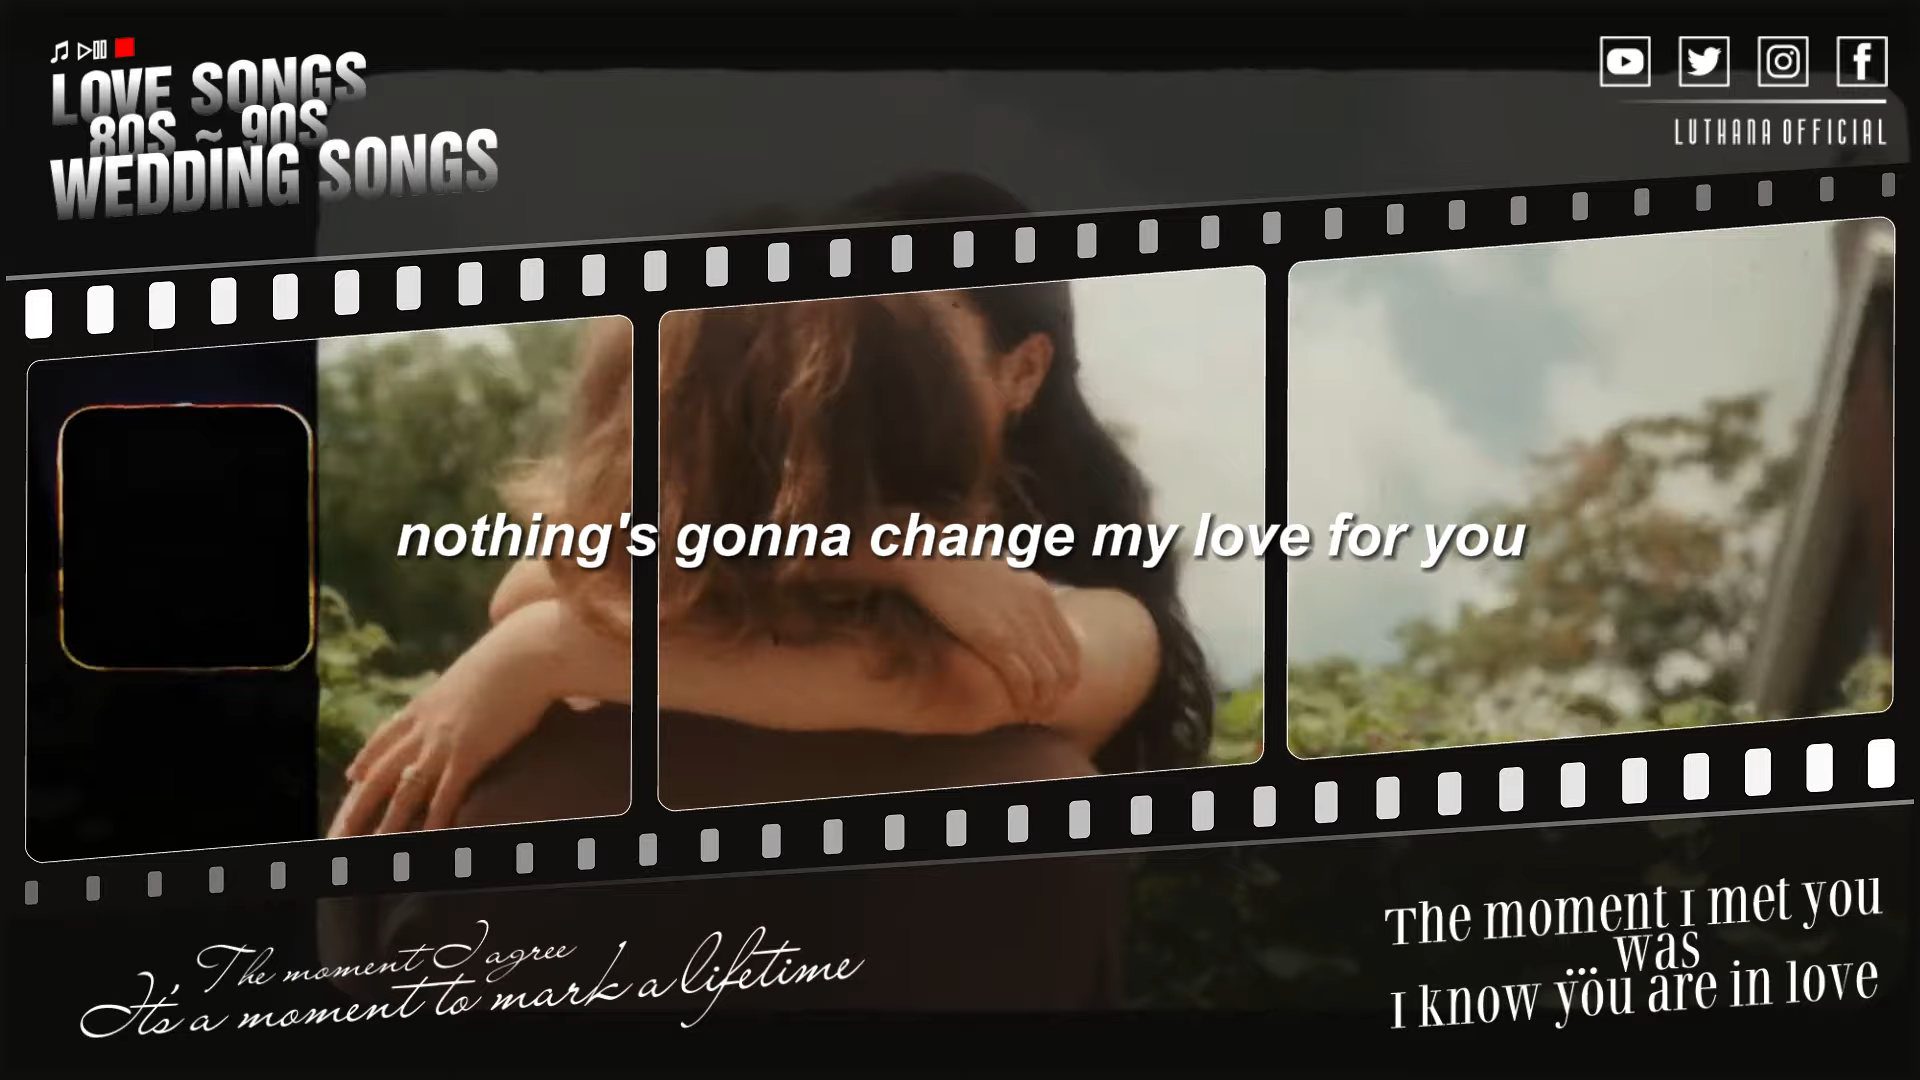 LOVE SONGS
80S ~ 90S
WEDDING SONGS
LUTHANA OFFICIAL
nothing's gonna change my love for you
The moment I agree
It's a moment to mark a lifetime
The moment I met you
was
I know yöu are in love